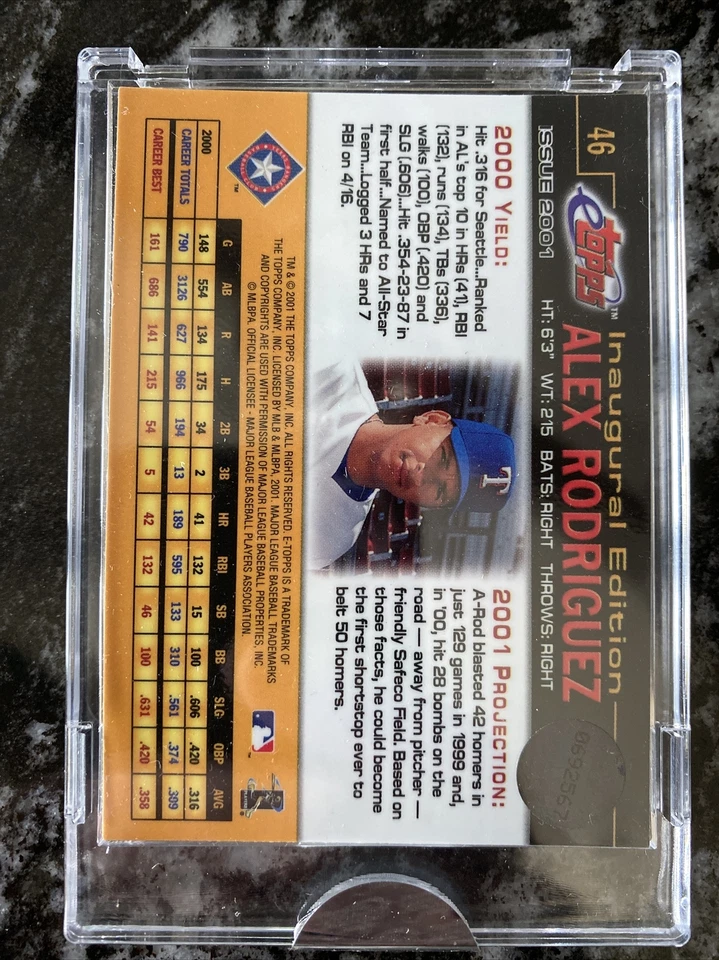 46
eTopps™
Inaugural Edition
ALEX RODRIGUEZ
ISSUE 2001
HT: 6'3" WT: 215 BATS: RIGHT THROWS: RIGHT
2000 YIELD:
Hit .316 for Seattle...Ranked
in AL's top 10 in HRs (41), RBI
(132), runs (134), TBs (336),
walks (100), OBP (.420) and
SLG (.606)...Hit .354-23-87 in
first half...Named to All-Star
Team...Logged 3 HRs and 7
RBI on 4/16.
T
2001 PROJECTION:
A-Rod blasted 42 homers in
just 129 games in 1999 and,
in '00, hit 28 bombs on the
road — away from pitcher —
friendly Safeco Field. Based on
those facts, he could become
the first shortstop ever to
belt 50 homers.
TM & © 2001 THE TOPPS COMPANY, INC. ALL RIGHTS RESERVED. E-TOPPS IS A TRADEMARK OF
THE TOPPS COMPANY, INC. LICENSED BY MLB & MLBPA, 2001. MAJOR LEAGUE BASEBALL TRADEMARKS
AND COPYRIGHTS ARE USED WITH PERMISSION OF MAJOR LEAGUE BASEBALL PROPERTIES, INC.
© MLBPA. OFFICIAL LICENSEE - MAJOR LEAGUE BASEBALL PLAYERS ASSOCIATION.
G AB R H 2B 3B HR RBI SB BB SLG OBP AVG
2000 148 554 134 175 34 2 41 132 15 100 .606 .420 .316
CAREER TOTALS 790 3126 627 966 194 13 189 595 133 310 .561 .374 .309
CAREER BEST 161 686 141 215 54 5 42 132 46 100 .631 .420 .358